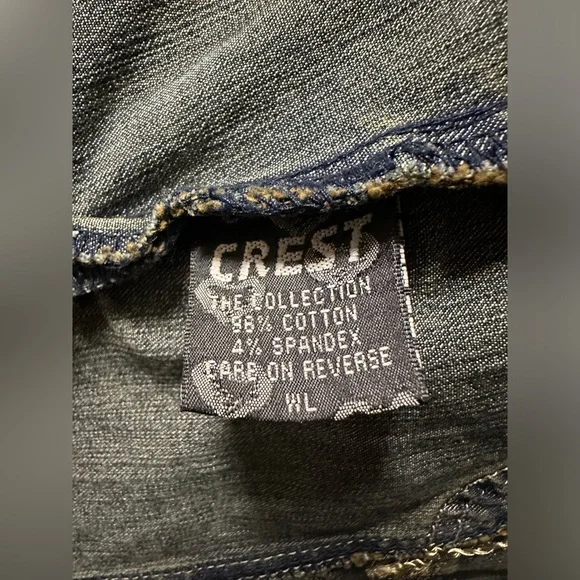 CREST
THE COLLECTION
96% COTTON
4% SPANDEX
CARE ON REVERSE
WL